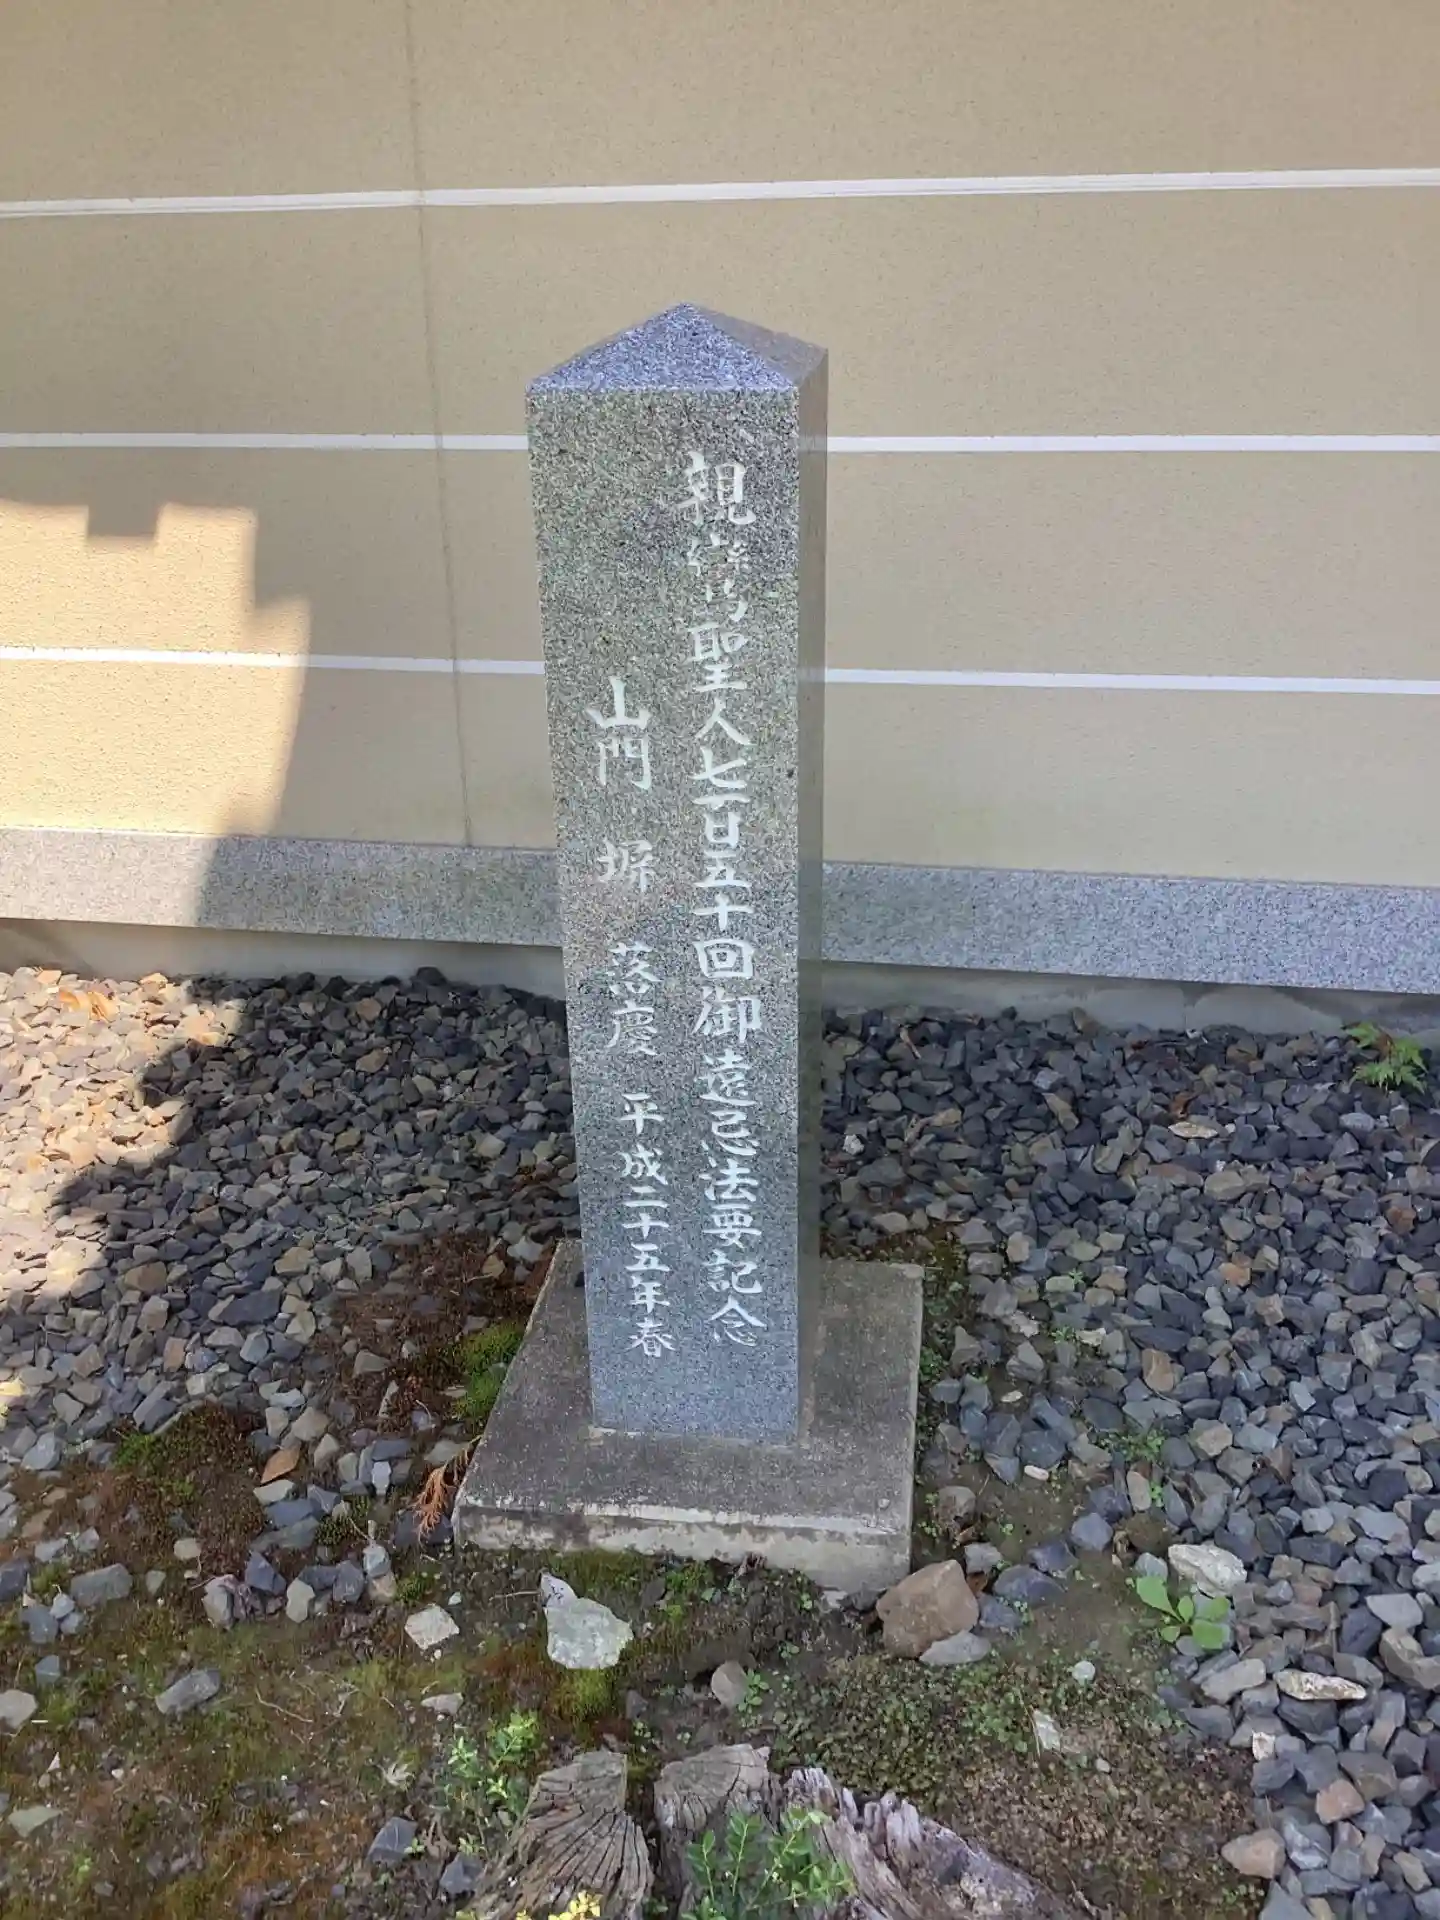 親鸞聖人七百五十回御遠忌法要記念
山門・塀 落慶 平成二十五年春